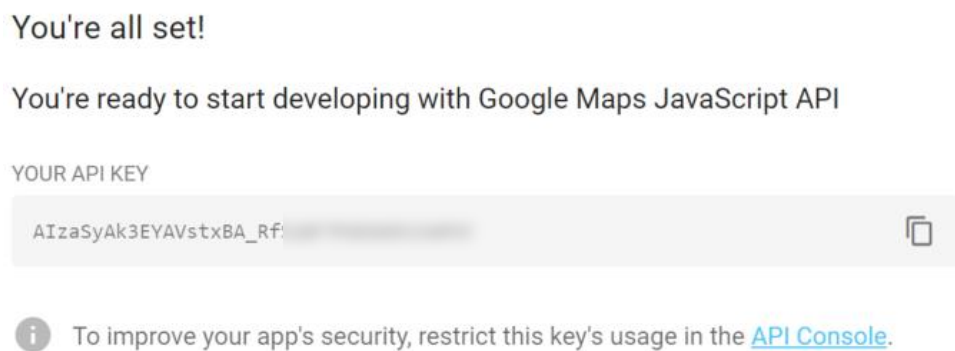 You're all set!
You're ready to start developing with Google Maps JavaScript API
YOUR API KEY
AIzaSyAk3EYAVstxBA_Rf
To improve your app's security, restrict this key's usage in the API Console.